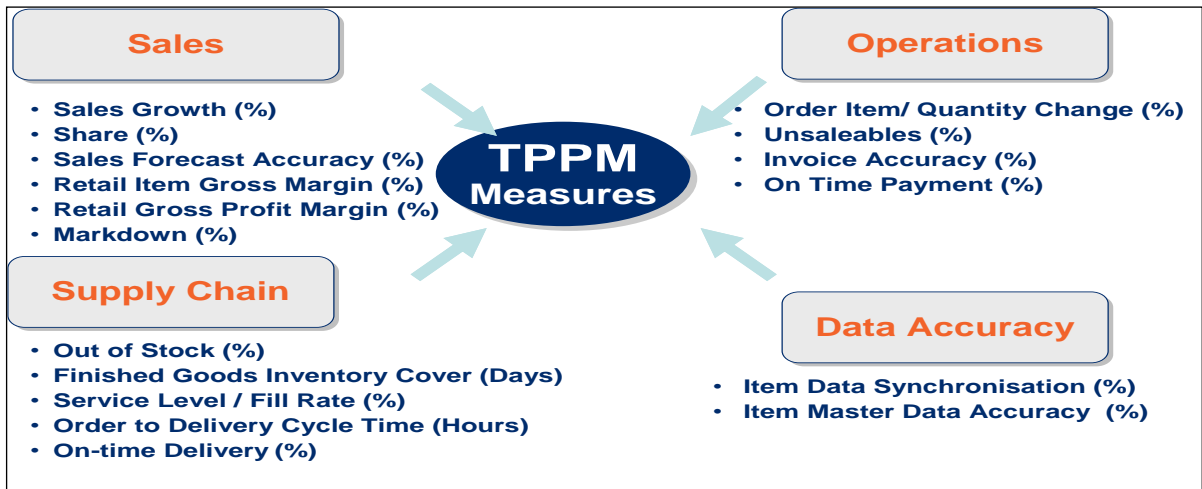 Sales
• Sales Growth (%)
• Share (%)
• Sales Forecast Accuracy (%)
• Retail Item Gross Margin (%)
• Retail Gross Profit Margin (%)
• Markdown (%)
Operations
• Order Item/ Quantity Change (%)
• Unsaleables (%)
• Invoice Accuracy (%)
• On Time Payment (%)
TPPM
Measures
Supply Chain
• Out of Stock (%)
• Finished Goods Inventory Cover (Days)
• Service Level / Fill Rate (%)
• Order to Delivery Cycle Time (Hours)
• On-time Delivery (%)
Data Accuracy
• Item Data Synchronisation (%)
• Item Master Data Accuracy (%)